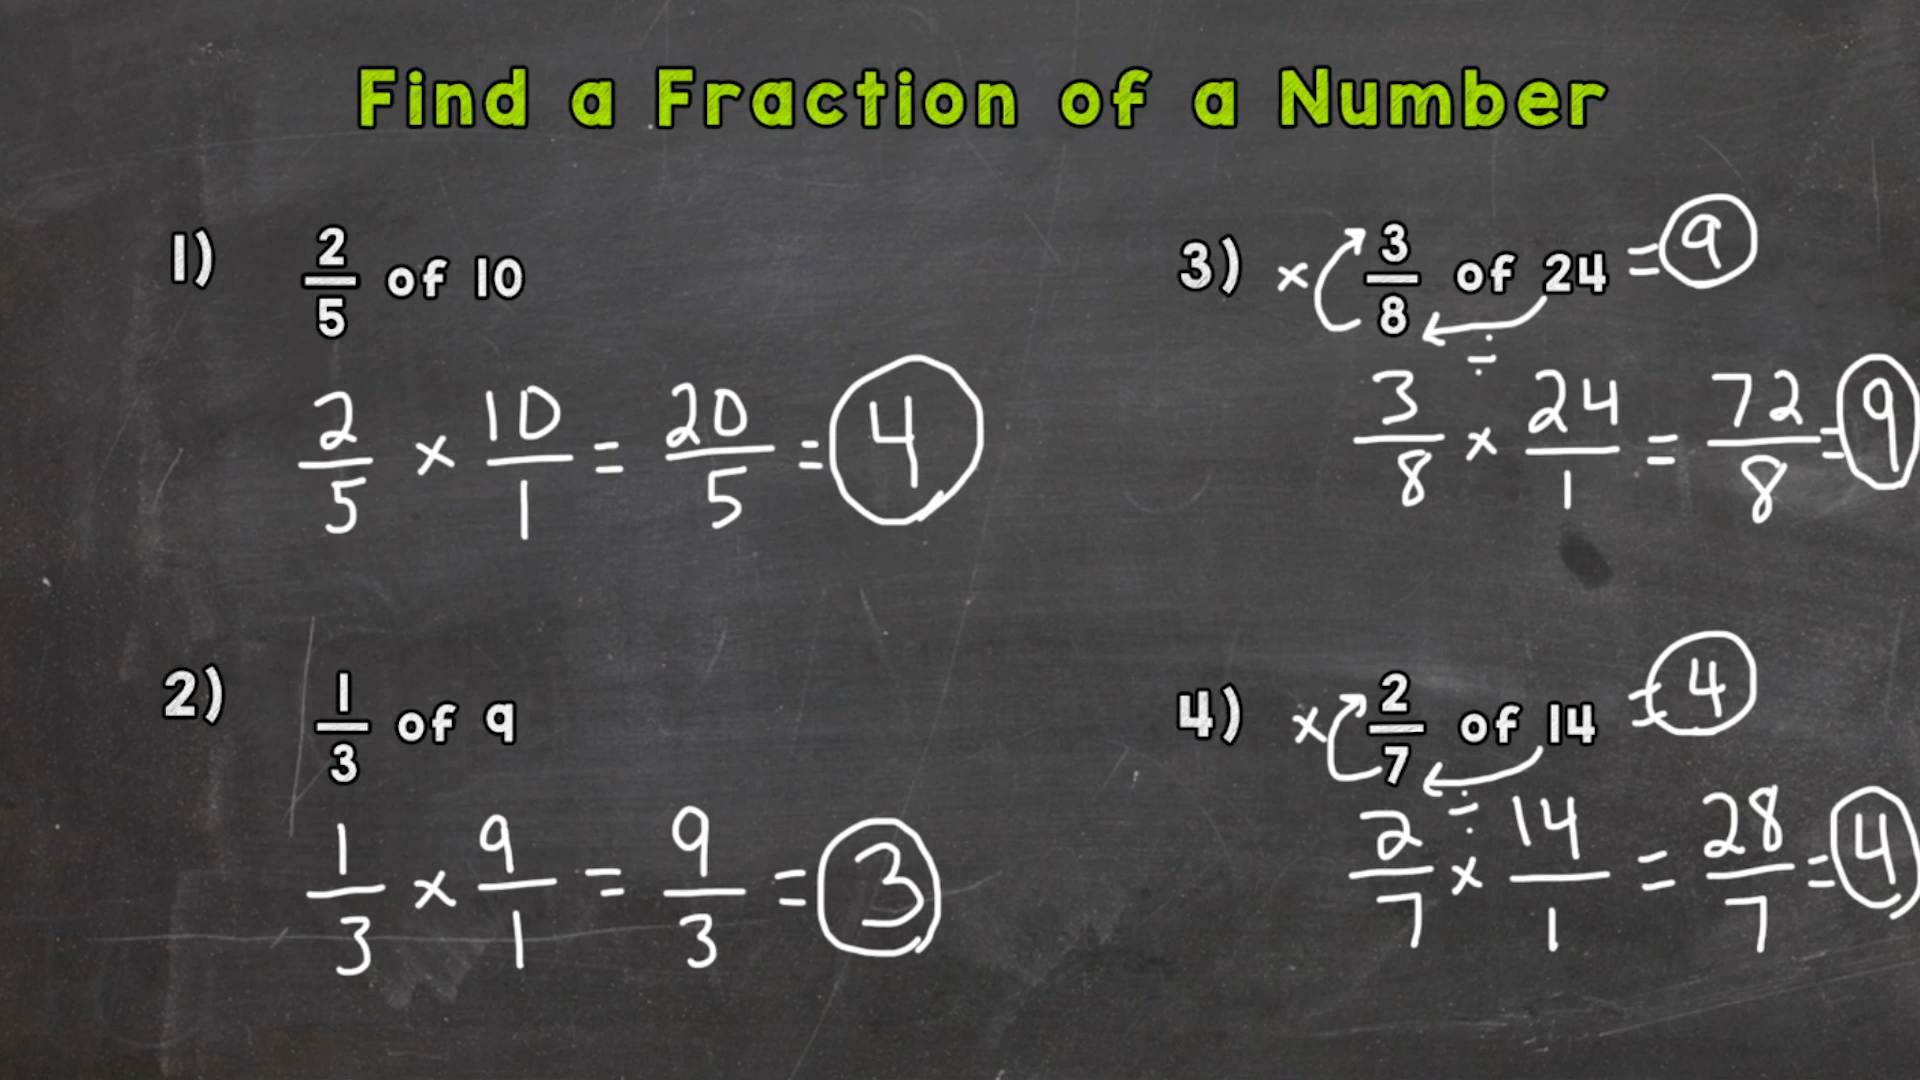 Find a Fraction of a Number
1) 2/5 of 10
2/5 × 10/1 = 20/5 = 4
2) 1/3 of 9
1/3 × 9/1 = 9/3 = 3
3) × 3/8 of 24 = 9
÷
3/8 × 24/1 = 72/8 = 9
4) × 2/7 of 14 = 4
÷
2/7 × 14/1 = 28/7 = 4